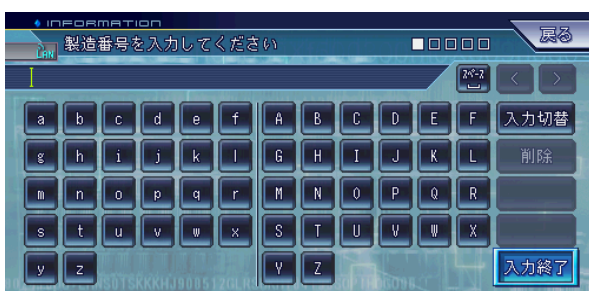 INFORMATION
戻る
LAN 製造番号を入力してください
スペース < >
a b c d e f A B C D E F 入力切替
g h i j k l G H I J K L 削除
m n o p q r M N O P Q R
s t u v w x S T U V W X
y z Y Z 入力終了